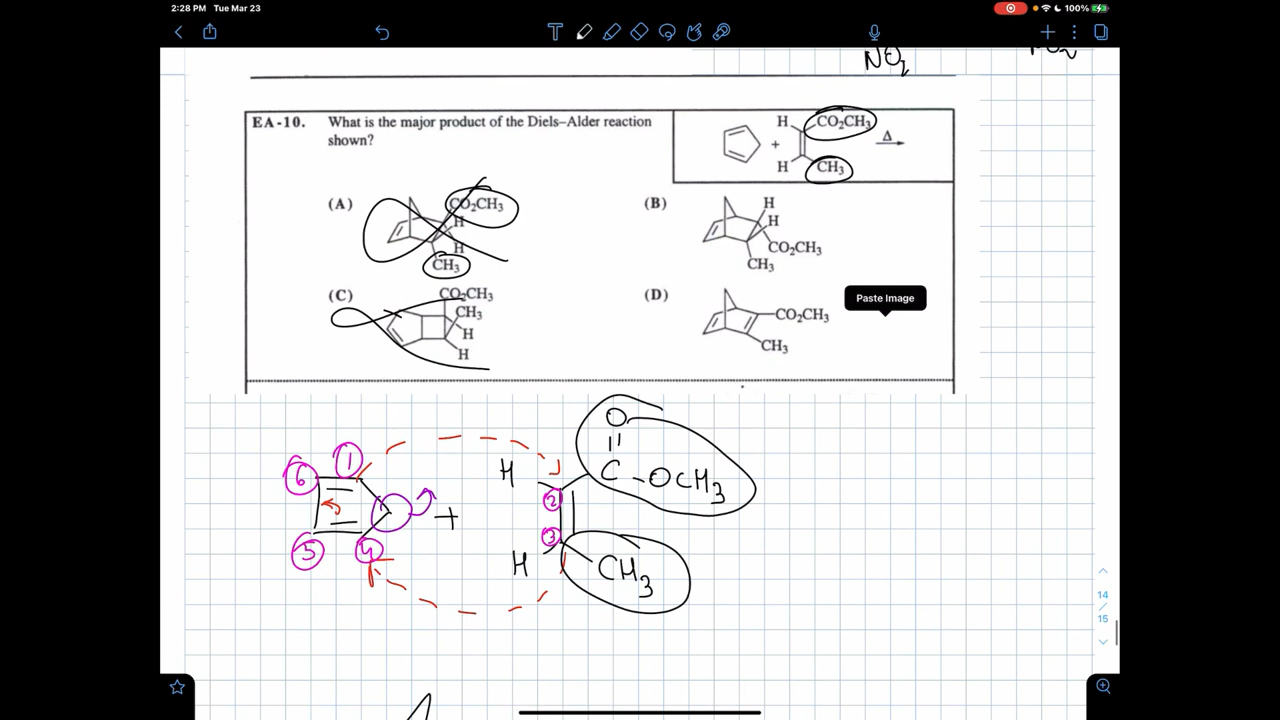 2:28 PM Tue Mar 23
100%
NO₂
NO₂
EA-10. What is the major product of the Diels–Alder reaction shown?
H CO₂CH₃
+ Δ
H CH₃
(A)
CO₂CH₃
H
H
CH₃
(B)
H
H
CO₂CH₃
CH₃
(C)
CO₂CH₃
CH₃
H
H
(D)
CO₂CH₃
CH₃
Paste Image
14
/
15
O
H C -OCH₃
6 1 2
+
5 4 3
H CH₃